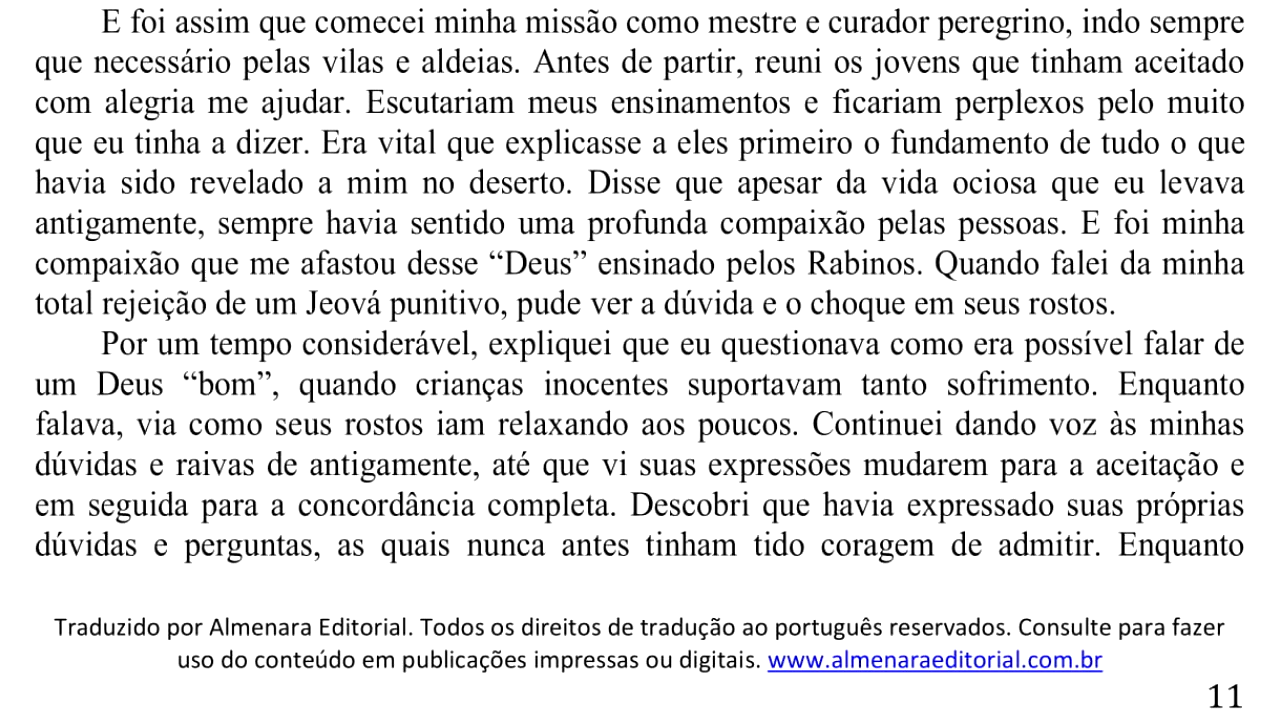 E foi assim que comecei minha missão como mestre e curador peregrino, indo sempre
que necessário pelas vilas e aldeias. Antes de partir, reuni os jovens que tinham aceitado
com alegria me ajudar. Escutariam meus ensinamentos e ficariam perplexos pelo muito
que eu tinha a dizer. Era vital que explicasse a eles primeiro o fundamento de tudo o que
havia sido revelado a mim no deserto. Disse que apesar da vida ociosa que eu levava
antigamente, sempre havia sentido uma profunda compaixão pelas pessoas. E foi minha
compaixão que me afastou desse “Deus” ensinado pelos Rabinos. Quando falei da minha
total rejeição de um Jeová punitivo, pude ver a dúvida e o choque em seus rostos.
Por um tempo considerável, expliquei que eu questionava como era possível falar de
um Deus “bom”, quando crianças inocentes suportavam tanto sofrimento. Enquanto
falava, via como seus rostos iam relaxando aos poucos. Continuei dando voz às minhas
dúvidas e raivas de antigamente, até que vi suas expressões mudarem para a aceitação e
em seguida para a concordância completa. Descobri que havia expressado suas próprias
dúvidas e perguntas, as quais nunca antes tinham tido coragem de admitir. Enquanto
Traduzido por Almenara Editorial. Todos os direitos de tradução ao português reservados. Consulte para fazer
uso do conteúdo em publicações impressas ou digitais. www.almenaraeditorial.com.br
11